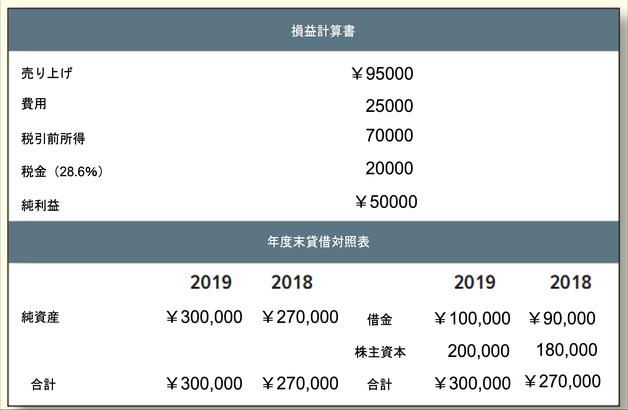 損益計算書
売り上げ ￥95000
費用 25000
税引前所得 70000
税金（28.6%） 20000
純利益 ￥50000
年度末貸借対照表
2019 2018 2019 2018
純資産 ￥300,000 ￥270,000 借金 ￥100,000 ￥90,000
株主資本 200,000 180,000
合計 ￥300,000 ￥270,000 合計 ￥300,000 ￥270,000